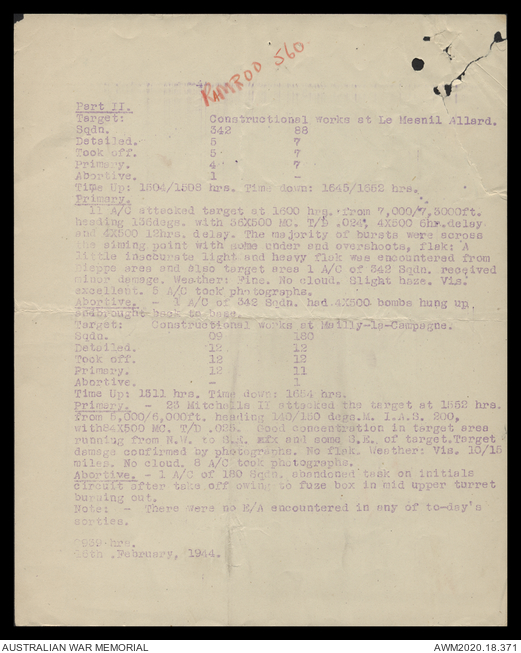 RAMROD 560
Part II.
Target: Constructional works at Le Mesnil Allard.
Sqdn. 342 88
Detailed. 5 7
Took off. 5 7
Primary. 4 7
Abortive. 1 -
Time Up: 1504/1508 hrs. Time down: 1645/1652 hrs.
Primary.
11 A/C attacked target at 1600 hrs. from 7,000/7,3000ft.
heading 136degs. with 36X500 MC. T/D .024, 4X500 6hr.delay
and 4X500 12hrs. delay. The majority of bursts were across
the aiming point with some under and overshoots, flak: A
little inaccurate light and heavy flak was encountered from
Dieppe area and also target area 1 A/C of 342 Sqdn. received
minor damage. Weather: Fine. No cloud. Slight haze. Vis.
excellent. 5 A/C took photographs.
Abortive. - 1 A/C of 342 Sqdn. had 4X500 bombs hung up
brought back to base.
Target: Constructional works at Mailly-la-Campagne.
Sqdn. 09 180
Detailed. 12 12
Took off. 12 12
Primary. 12 11
Abortive. - 1
Time Up: 1511 hrs. Time down: 1654 hrs.
Primary. - 23 Mitchells II attacked the target at 1552 hrs.
from 5,000/6,000ft. heading 140/150 degs.M. I.A.S. 200,
with84X500 MC. T/D .025. Good concentration in target area
running from N.W. to S.E. mfx and some S.E. of target.Target
damage confirmed by photographs. No flak. Weather: Vis. 10/15
miles. No cloud. 8 A/C took photographs.
Abortive. - 1 A/C of 180 Sqdn. abandoned task on initials
circuit after take off owing to fuze box in mid upper turret
burning out.
Note: - There were no E/A encountered in any of to-day's
sorties.
0939 hrs.
16th .February, 1944.
AUSTRALIAN WAR MEMORIAL AWM2020.18.371